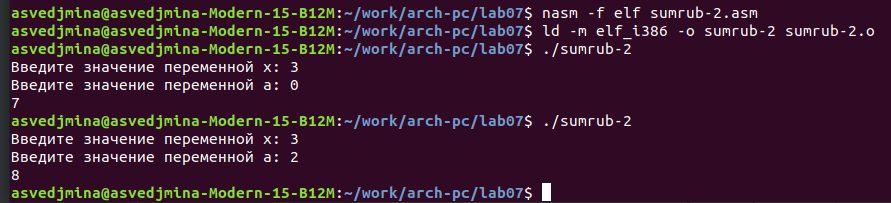 asvedjmina@asvedjmina-Modern-15-B12M:~/work/arch-pc/lab07$ nasm -f elf sumrub-2.asm
asvedjmina@asvedjmina-Modern-15-B12M:~/work/arch-pc/lab07$ ld -m elf_i386 -o sumrub-2 sumrub-2.o
asvedjmina@asvedjmina-Modern-15-B12M:~/work/arch-pc/lab07$ ./sumrub-2
Введите значение переменной x: 3
Введите значение переменной a: 0
7
asvedjmina@asvedjmina-Modern-15-B12M:~/work/arch-pc/lab07$ ./sumrub-2
Введите значение переменной x: 3
Введите значение переменной a: 2
8
asvedjmina@asvedjmina-Modern-15-B12M:~/work/arch-pc/lab07$